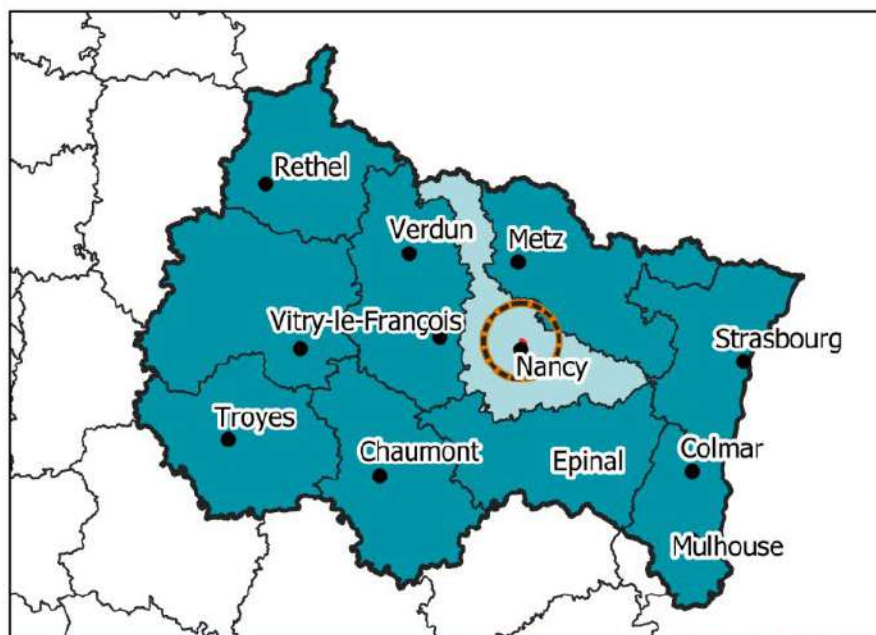 Rethel
Verdun
Metz
Vitry-le-François
Strasbourg
Nancy
Troyes
Chaumont
Epinal
Colmar
Mulhouse